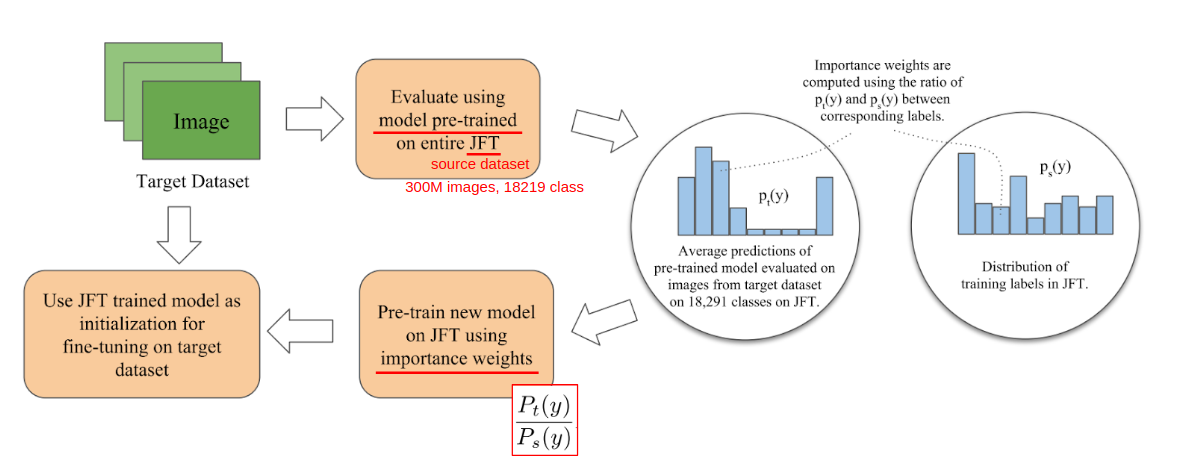 Image
Target Dataset
Evaluate using
model pre-trained
on entire JFT
source dataset
300M images, 18219 class
Importance weights are
computed using the ratio of
p_t(y) and p_s(y) between
corresponding labels.
p_t(y)
Average predictions of
pre-trained model evaluated on
images from target dataset
on 18,291 classes on JFT.
p_s(y)
Distribution of
training labels in JFT.
Pre-train new model
on JFT using
importance weights
P_t(y)
P_s(y)
Use JFT trained model as
initialization for
fine-tuning on target
dataset